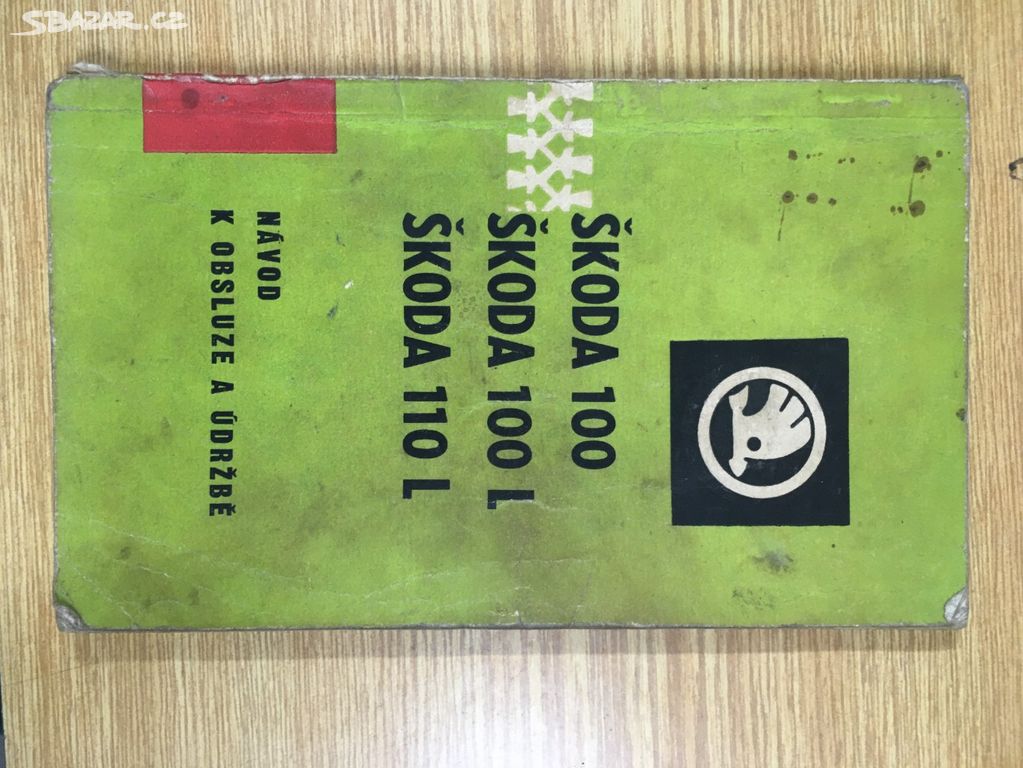 SBAZAR.CZ
ŠKODA 100
ŠKODA 100 L
ŠKODA 110 L
NÁVOD
K OBSLUZE A ÚDRŽBĚ